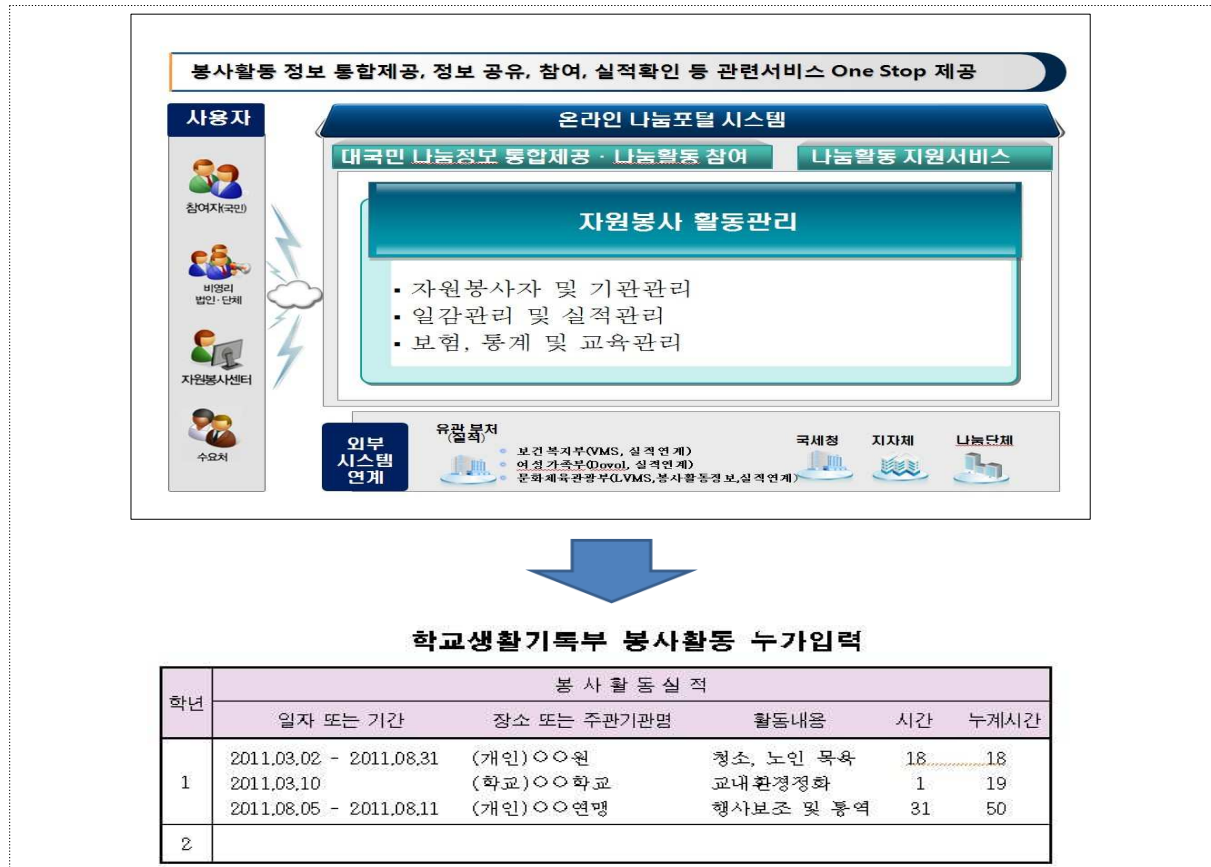 봉사활동 정보 통합제공, 정보 공유, 참여, 실적확인 등 관련서비스 One Stop 제공
사용자
온라인 나눔포털 시스템
대국민 나눔정보 통합제공 · 나눔활동 참여
나눔활동 지원서비스
참여자(국민)
자원봉사 활동관리
비영리
법인·단체
▪ 자원봉사자 및 기관관리
▪ 일감관리 및 실적관리
▪ 보험, 통계 및 교육관리
자원봉사센터
수요처
외부
시스템
연계
유관 부처
(실적)
보건복지부(VMS, 실적연계)
여성가족부(Dovol, 실적연계)
문화체육관광부(LVMS,봉사활동정보,실적연계)
국세청
지자체
나눔단체
학교생활기록부 봉사활동 누가입력
학년
봉 사 활 동 실 적
일자 또는 기간 장소 또는 주관기관명 활동내용 시간 누계시간
1
2011.03.02 - 2011.08.31 (개인)○○원 청소, 노인 목욕 18 18
2011.03.10 (학교)○○학교 교내환경정화 1 19
2011.08.05 - 2011.08.11 (개인)○○연맹 행사보조 및 통역 31 50
2